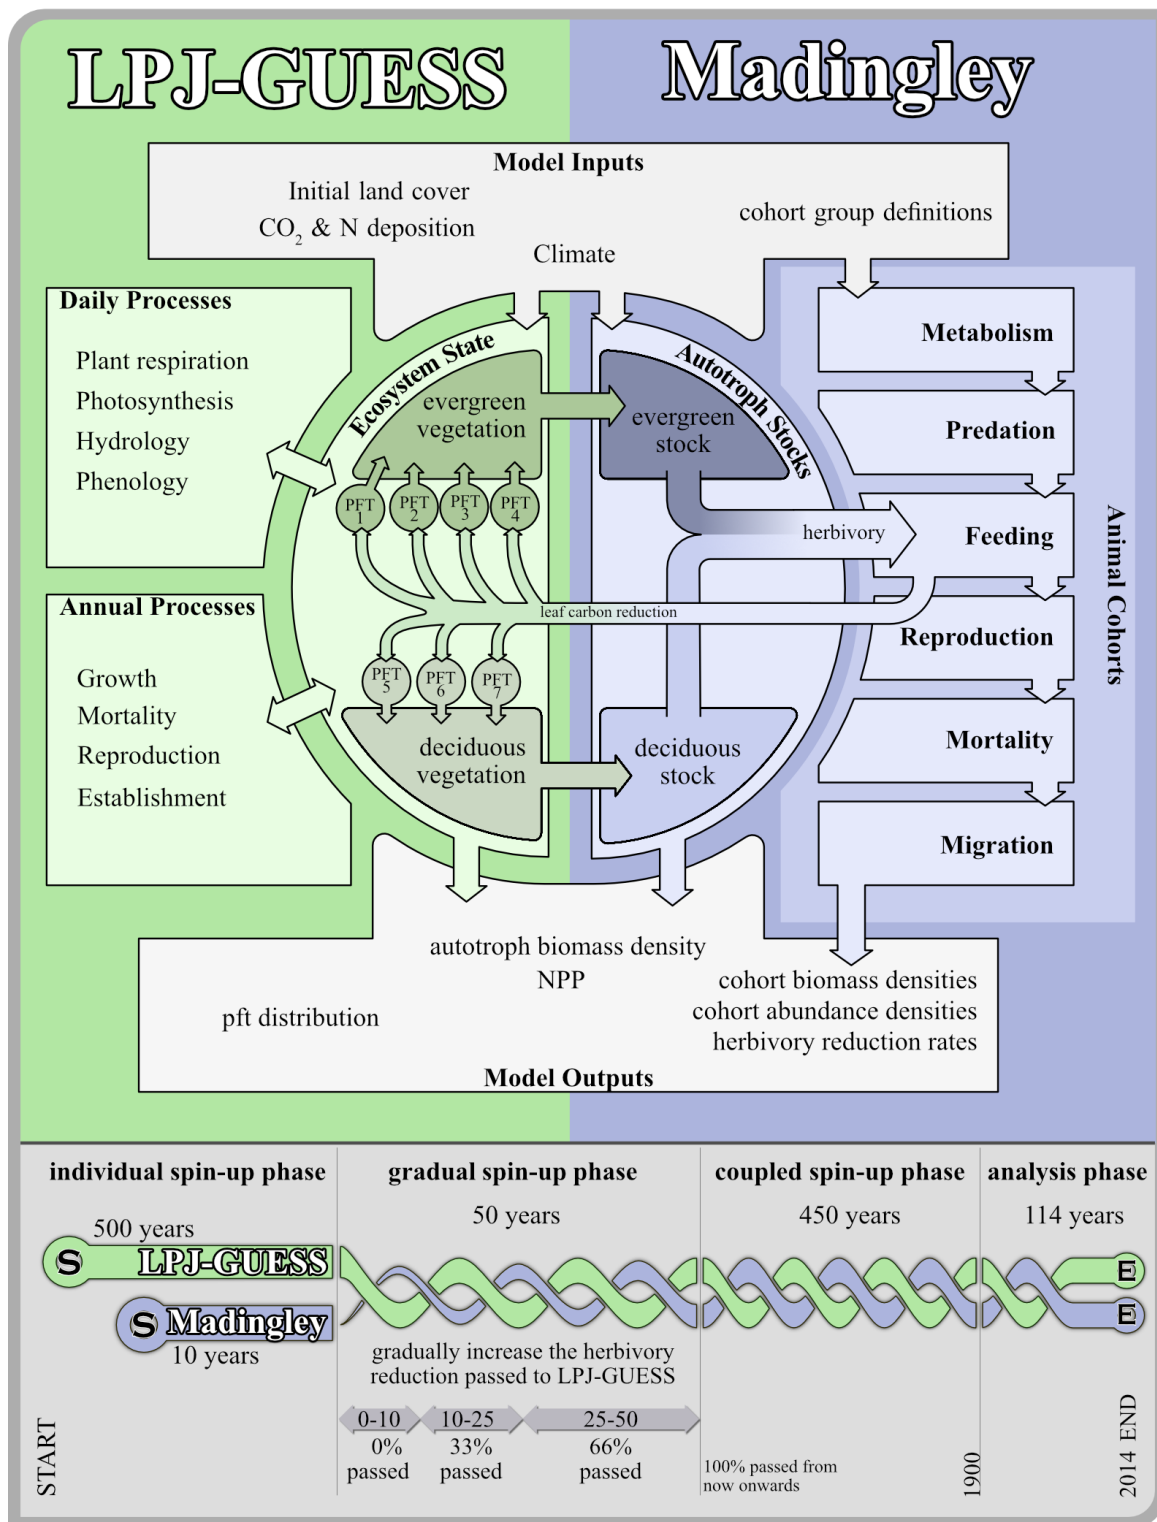 LPJ-GUESS
Madingley
Model Inputs
Initial land cover
CO2 & N deposition
cohort group definitions
Climate
Daily Processes
Plant respiration
Photosynthesis
Hydrology
Phenology
Annual Processes
Growth
Mortality
Reproduction
Establishment
Ecosystem State
evergreen
vegetation
PFT
1
PFT
2
PFT
3
PFT
4
leaf carbon reduction
PFT
5
PFT
6
PFT
7
deciduous
vegetation
Autotroph Stocks
evergreen
stock
herbivory
deciduous
stock
Metabolism
Predation
Feeding
Reproduction
Mortality
Migration
Animal Cohorts
autotroph biomass density
NPP
pft distribution
cohort biomass densities
cohort abundance densities
herbivory reduction rates
Model Outputs
individual spin-up phase
500 years
S LPJ-GUESS
S Madingley
10 years
START
gradual spin-up phase
50 years
gradually increase the herbivory
reduction passed to LPJ-GUESS
0-10
0%
passed
10-25
33%
passed
25-50
66%
passed
coupled spin-up phase
450 years
100% passed from
now onwards
1900
analysis phase
114 years
E
E
2014 END